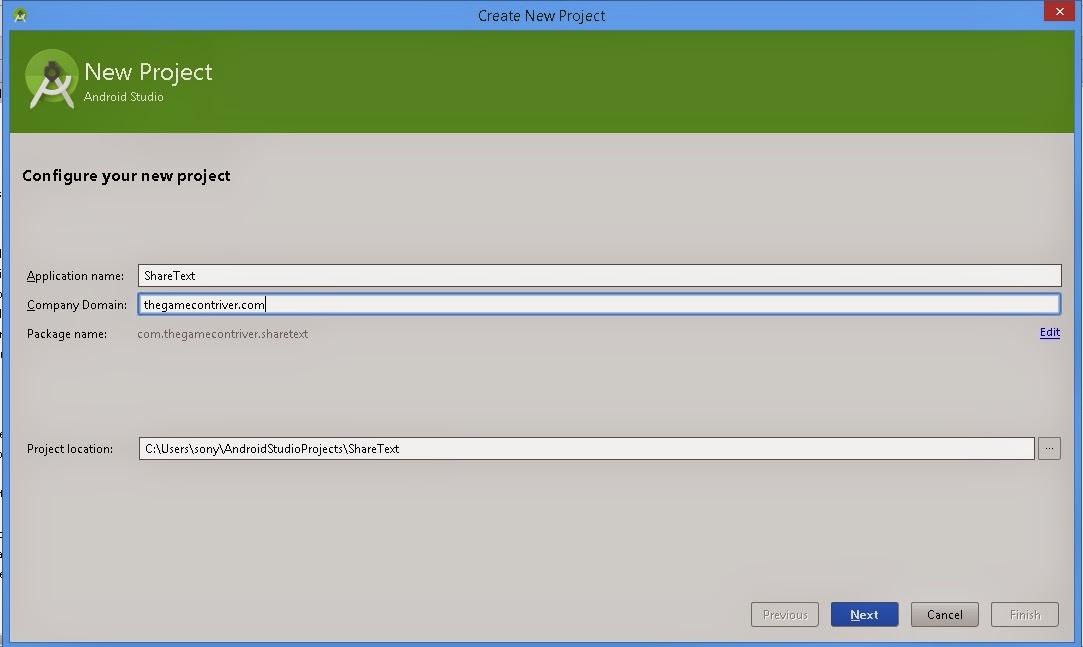 Create New Project
New Project
Android Studio
Configure your new project
Application name: ShareText
Company Domain: thegamecontriver.com
Package name: com.thegamecontriver.sharetext Edit
Project location: C:\Users\sony\AndroidStudioProjects\ShareText ...
Previous Next Cancel Finish